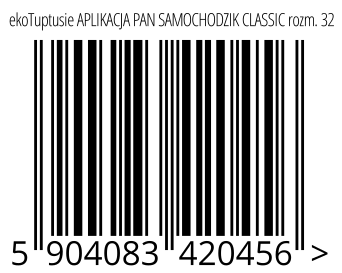 ekoTuptusie APLIKACJA PAN SAMOCHODZIK CLASSIC rozm. 32
5 904083 420456 >